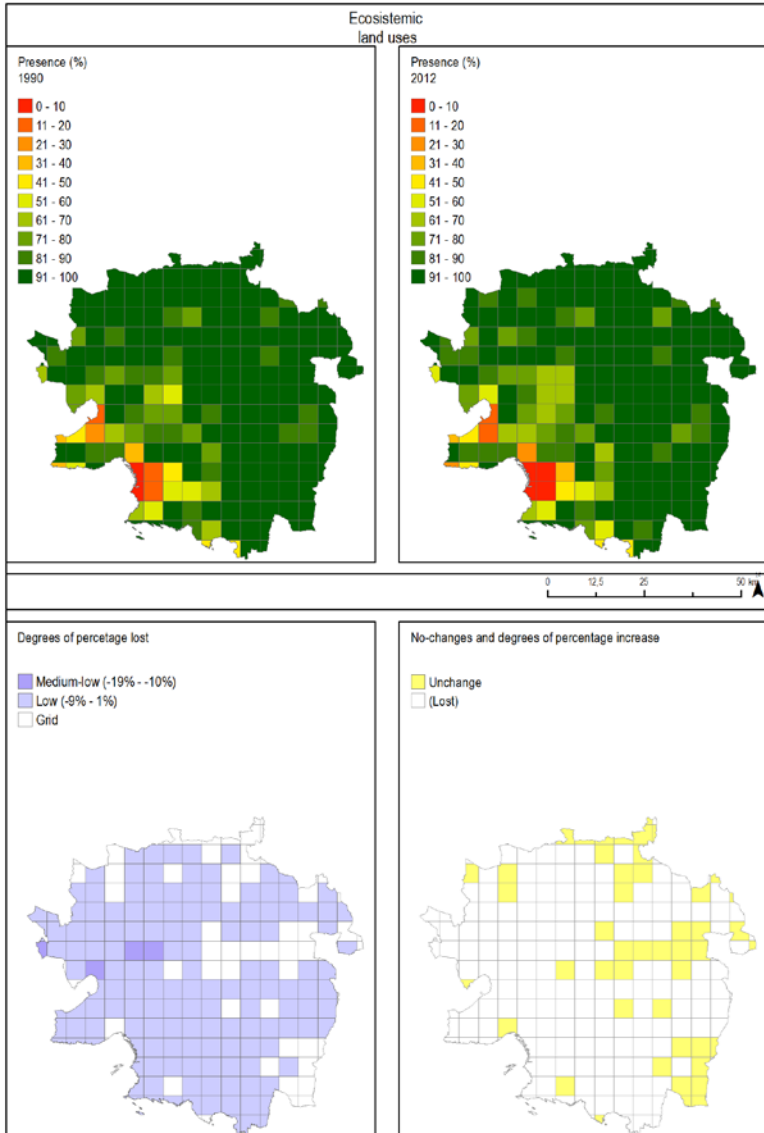 Ecosistemic
land uses
Presence (%)
1990
0 - 10
11 - 20
21 - 30
31 - 40
41 - 50
51 - 60
61 - 70
71 - 80
81 - 90
91 - 100
Presence (%)
2012
0 - 10
11 - 20
21 - 30
31 - 40
41 - 50
51 - 60
61 - 70
71 - 80
81 - 90
91 - 100
0 12,5 25 50 km
Degrees of percetage lost
Medium-low (-19% - -10%)
Low (-9% - 1%)
Grid
No-changes and degrees of percentage increase
Unchange
(Lost)